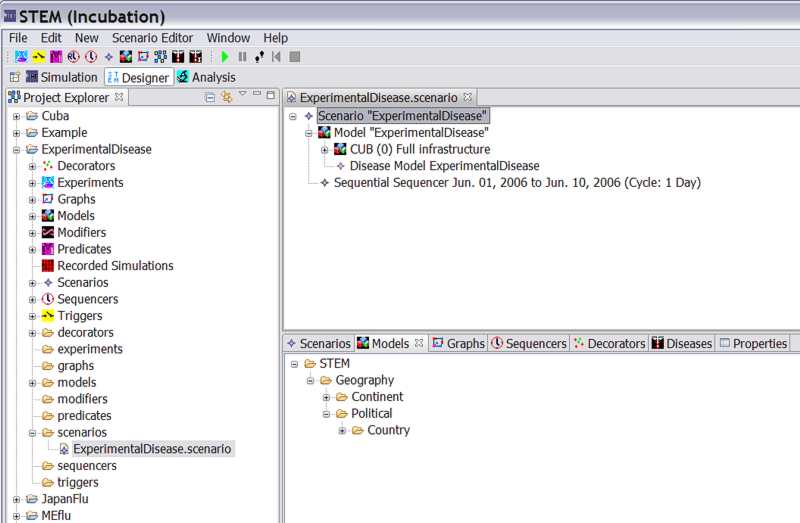 STEM (Incubation)
File Edit New Scenario Editor Window Help
Simulation Designer Analysis
Project Explorer
Cuba
Example
ExperimentalDisease
Decorators
Experiments
Graphs
Models
Modifiers
Predicates
Recorded Simulations
Scenarios
Sequencers
Triggers
decorators
experiments
graphs
models
modifiers
predicates
scenarios
ExperimentalDisease.scenario
sequencers
triggers
JapanFlu
MEflu
ExperimentalDisease.scenario
Scenario "ExperimentalDisease"
Model "ExperimentalDisease"
CUB (0) Full infrastructure
Disease Model ExperimentalDisease
Sequential Sequencer Jun. 01, 2006 to Jun. 10, 2006 (Cycle: 1 Day)
Scenarios Models Graphs Sequencers Decorators Diseases Properties
STEM
Geography
Continent
Political
Country